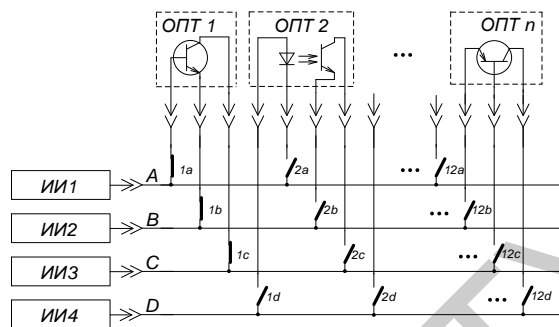 ОПТ 1 ОПТ 2 ... ОПТ n
A 1a 2a ... 12a
ИИ1
B 1b 2b ... 12b
ИИ2
C 1c 2c ... 12c
ИИ3
D 1d 2d ... 12d
ИИ4